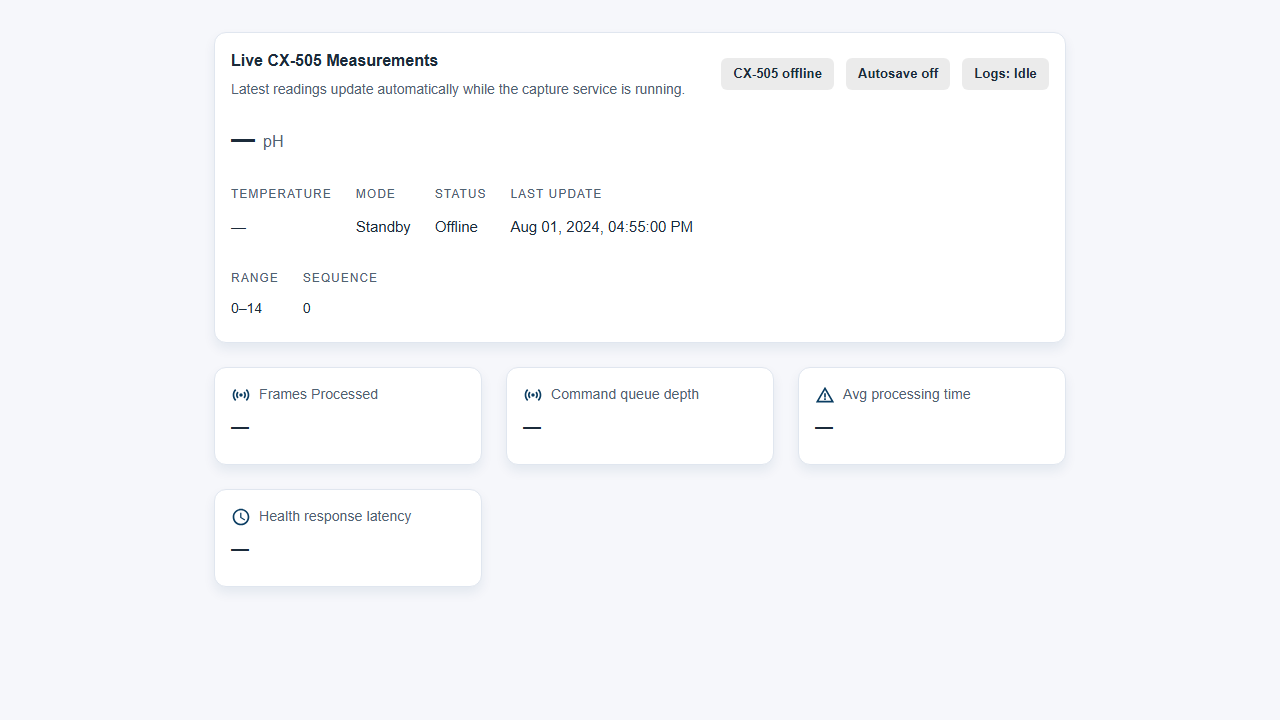 Live CX-505 Measurements
Latest readings update automatically while the capture service is running.
CX-505 offline
Autosave off
Logs: Idle
— pH
TEMPERATURE MODE STATUS LAST UPDATE
— Standby Offline Aug 01, 2024, 04:55:00 PM
RANGE SEQUENCE
0–14 0
Frames Processed
—
Command queue depth
—
Avg processing time
—
Health response latency
—